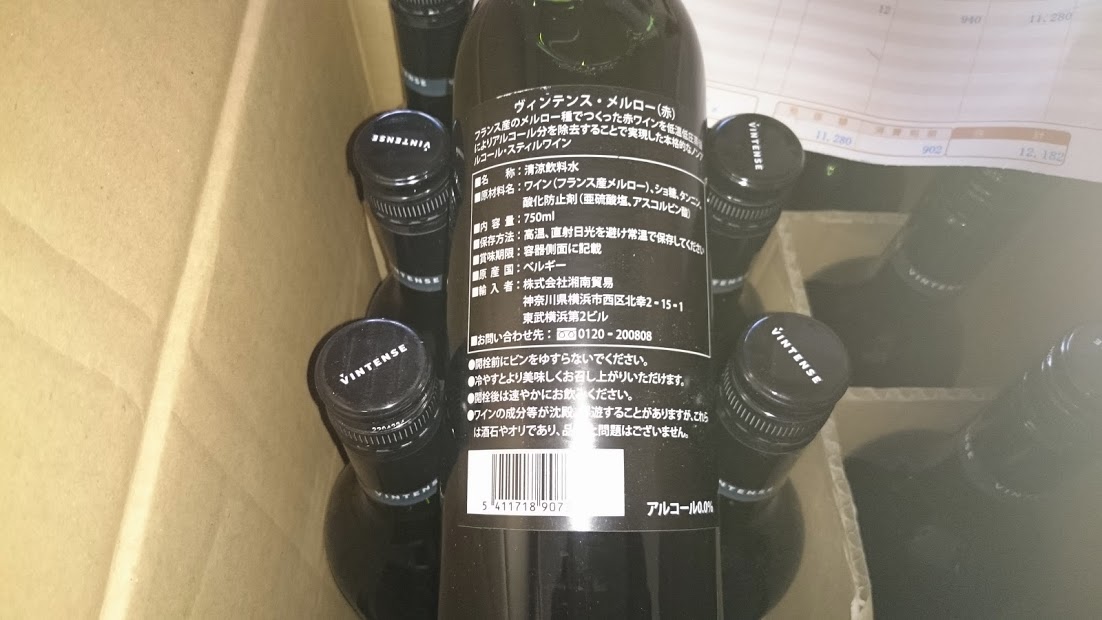 12 940 11,280
11,280 902 12,182
VINTENSE
VINTENSE
VINTENSE
VINTENSE
VINTENSE
ヴィンテンス・メルロー(赤)
フランス産のメルロー種でつくった赤ワインを低温低圧蒸
によりアルコール分を除去することで実現した本格的なノンア
ルコール・スティルワイン
■名 称:清涼飲料水
■原材料名:ワイン(フランス産メルロー)、ショ糖、タンニン、
酸化防止剤(亜硫酸塩、アスコルビン酸)
■内容量:750ml
■保存方法:高温、直射日光を避け常温で保存してください
■賞味期限:容器側面に記載
■原産国:ベルギー
■輸入者:株式会社湘南貿易
神奈川県横浜市西区北幸2-15-1
東武横浜第2ビル
■お問い合わせ先: 0120-200808
●開栓前にビンをゆすらないでください。
●冷やすとより美味しくお召し上がりいただけます。
●開栓後は速やかにお飲みください。
●ワインの成分等が沈殿 遊することがありますが、これら
は酒石やオリであり、品 上問題はございません。
5 411718 907
アルコール0.0%
VINTENSE
VINTENSE